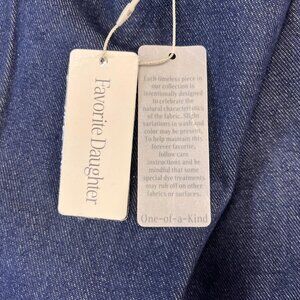 Favorite Daughter
Each timeless piece in
our collection is
intentionally designed
to celebrate the
natural characteristics
of the fabric. Slight
variations in wash and
color may be present.
To help maintain this
forever favorite,
follow care
instructions and be
mindful that some
special dye treatments
may rub off on other
fabrics or surfaces.
One-of-a-Kind